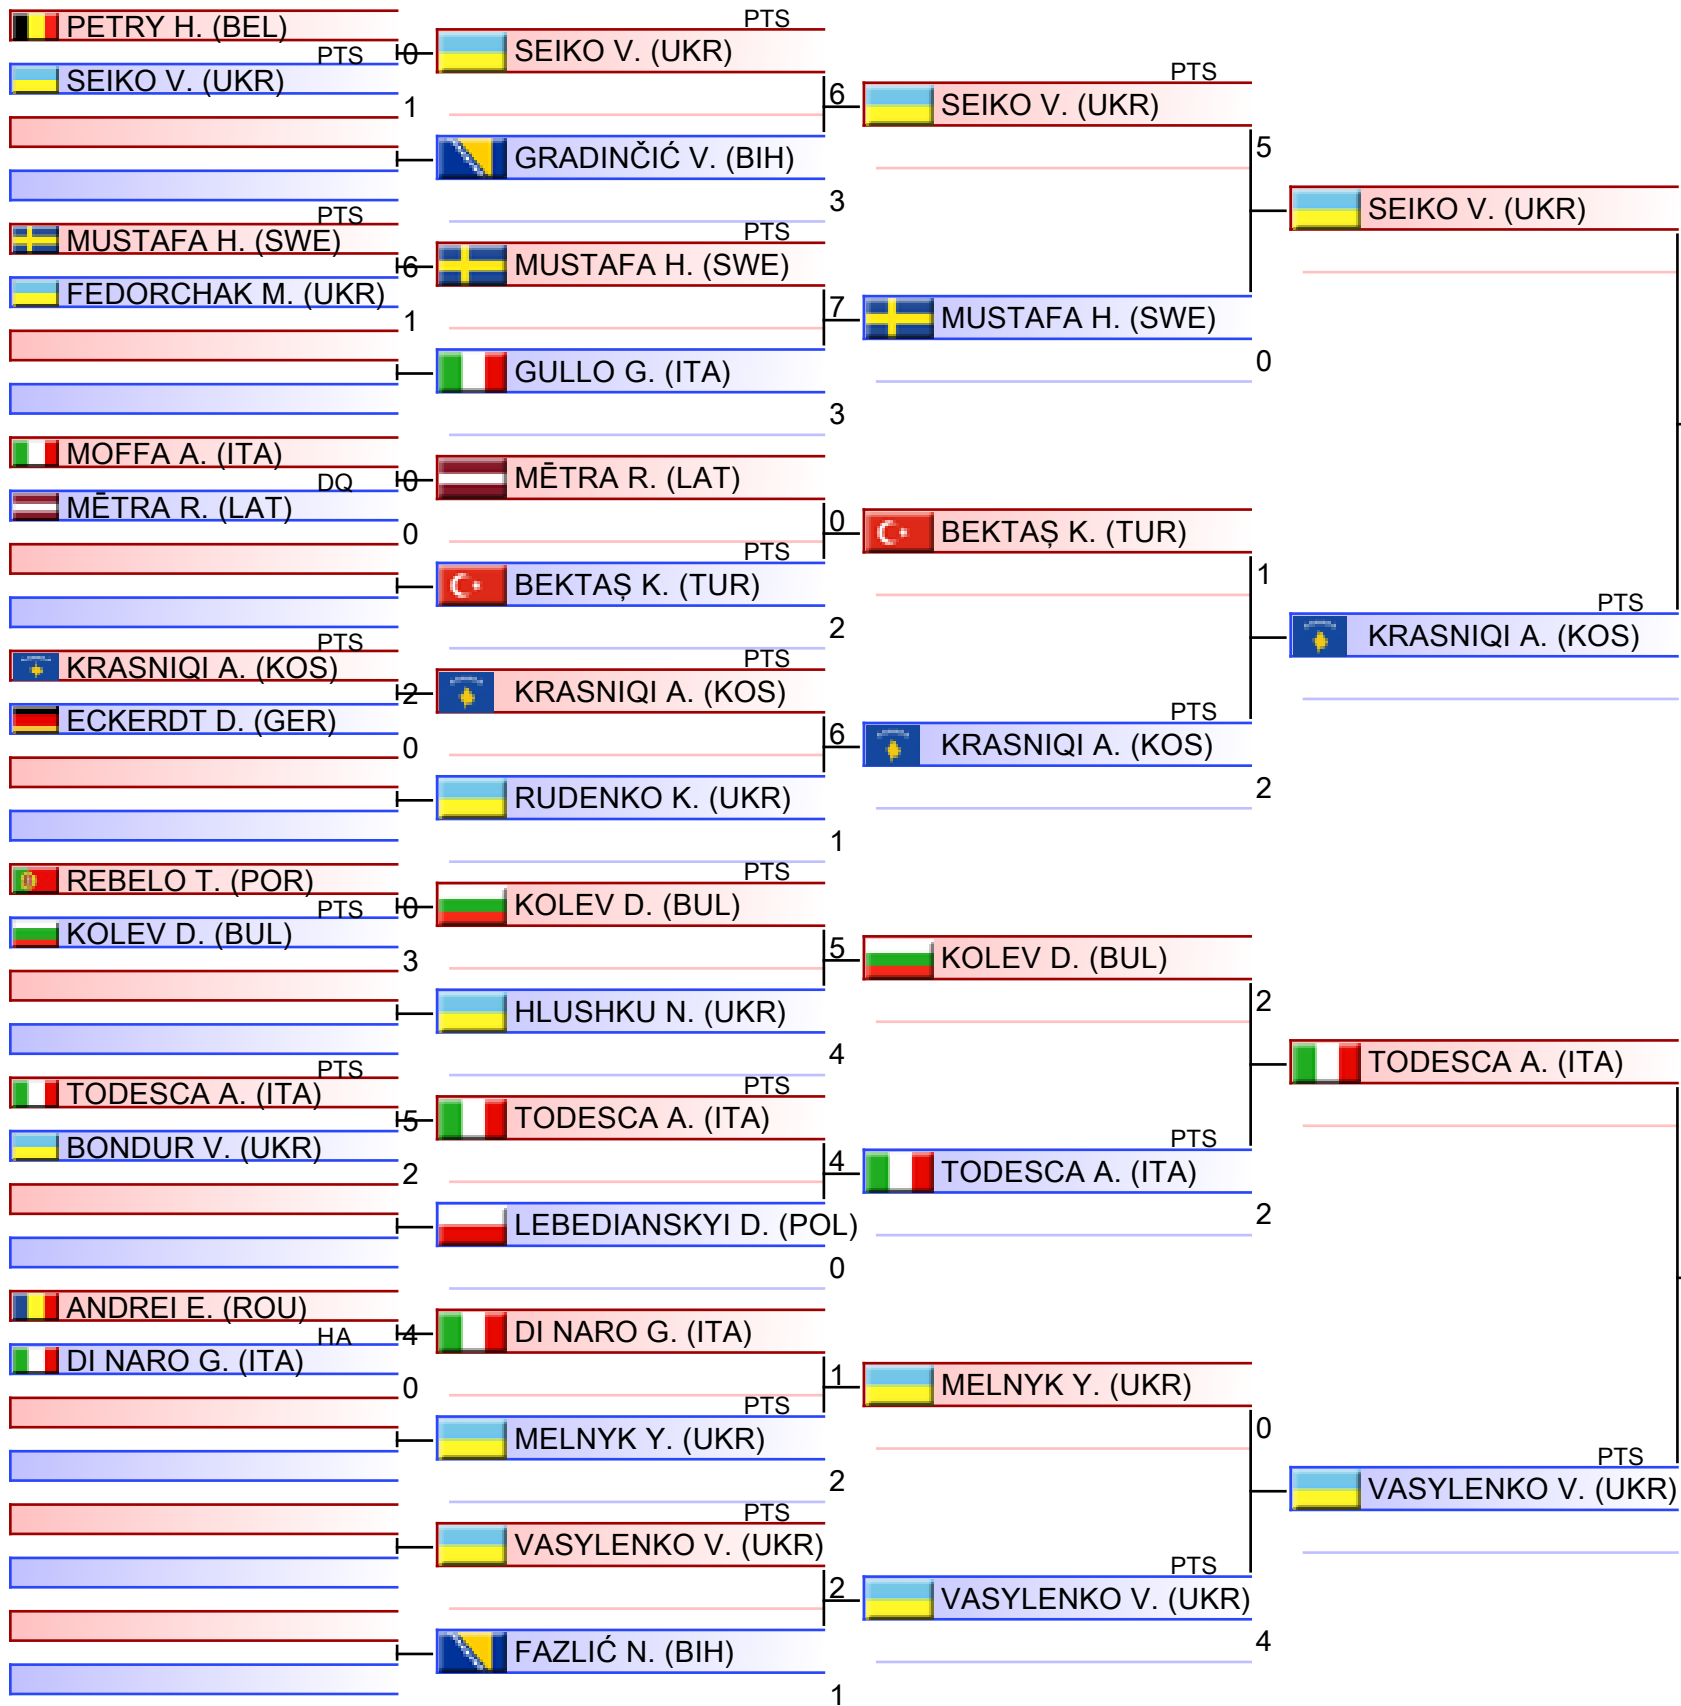 PETRY H. (BEL)
PTS 0
SEIKO V. (UKR)
1
PTS
MUSTAFA H. (SWE)
6
FEDORCHAK M. (UKR)
1
MOFFA A. (ITA)
DQ 0
MĒTRA R. (LAT)
0
PTS
KRASNIQI A. (KOS)
2
ECKERDT D. (GER)
0
REBELO T. (POR)
PTS 0
KOLEV D. (BUL)
3
PTS
TODESCA A. (ITA)
5
BONDUR V. (UKR)
2
ANDREI E. (ROU)
HA 4
DI NARO G. (ITA)
0
PTS
SEIKO V. (UKR)
6
GRADINČIĆ V. (BIH)
3
PTS
MUSTAFA H. (SWE)
7
GULLO G. (ITA)
3
MĒTRA R. (LAT)
0
PTS
BEKTAŞ K. (TUR)
2
PTS
KRASNIQI A. (KOS)
6
RUDENKO K. (UKR)
1
PTS
KOLEV D. (BUL)
5
HLUSHKU N. (UKR)
4
PTS
TODESCA A. (ITA)
4
LEBEDIANSKYI D. (POL)
0
DI NARO G. (ITA)
1
PTS
MELNYK Y. (UKR)
2
PTS
VASYLENKO V. (UKR)
2
FAZLIĆ N. (BIH)
1
PTS
SEIKO V. (UKR)
5
MUSTAFA H. (SWE)
0
BEKTAŞ K. (TUR)
1
PTS
KRASNIQI A. (KOS)
2
KOLEV D. (BUL)
2
PTS
TODESCA A. (ITA)
2
MELNYK Y. (UKR)
0
PTS
VASYLENKO V. (UKR)
4
SEIKO V. (UKR)
PTS
KRASNIQI A. (KOS)
TODESCA A. (ITA)
PTS
VASYLENKO V. (UKR)